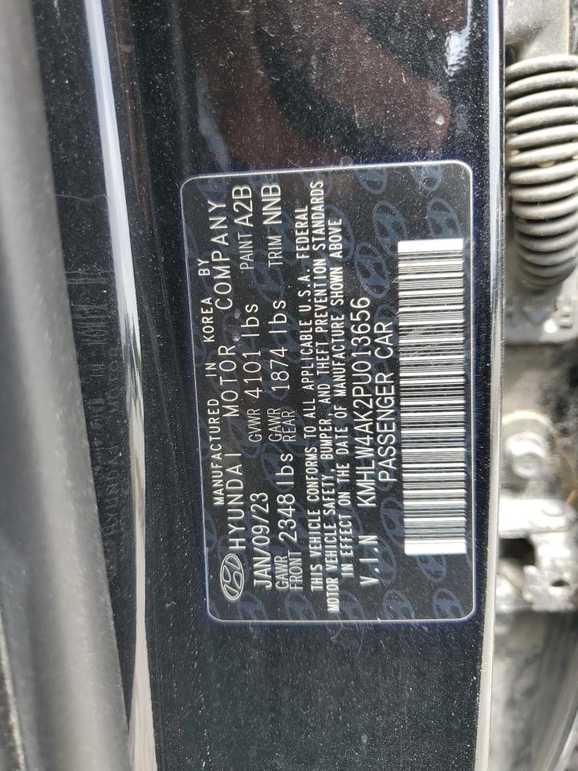 MANUFACTURED IN KOREA BY
HYUNDAI MOTOR COMPANY
JAN/09/23 GVWR 4101 lbs PAINT A2B
GAWR FRONT 2348 lbs GAWR REAR 1874 lbs TRIM NNB
THIS VEHICLE CONFORMS TO ALL APPLICABLE U.S.A. FEDERAL
MOTOR VEHICLE SAFETY, BUMPER, AND THEFT PREVENTION STANDARDS
IN EFFECT ON THE DATE OF MANUFACTURE SHOWN ABOVE
V.I.N KMHLW4AK2PU013656
PASSENGER CAR